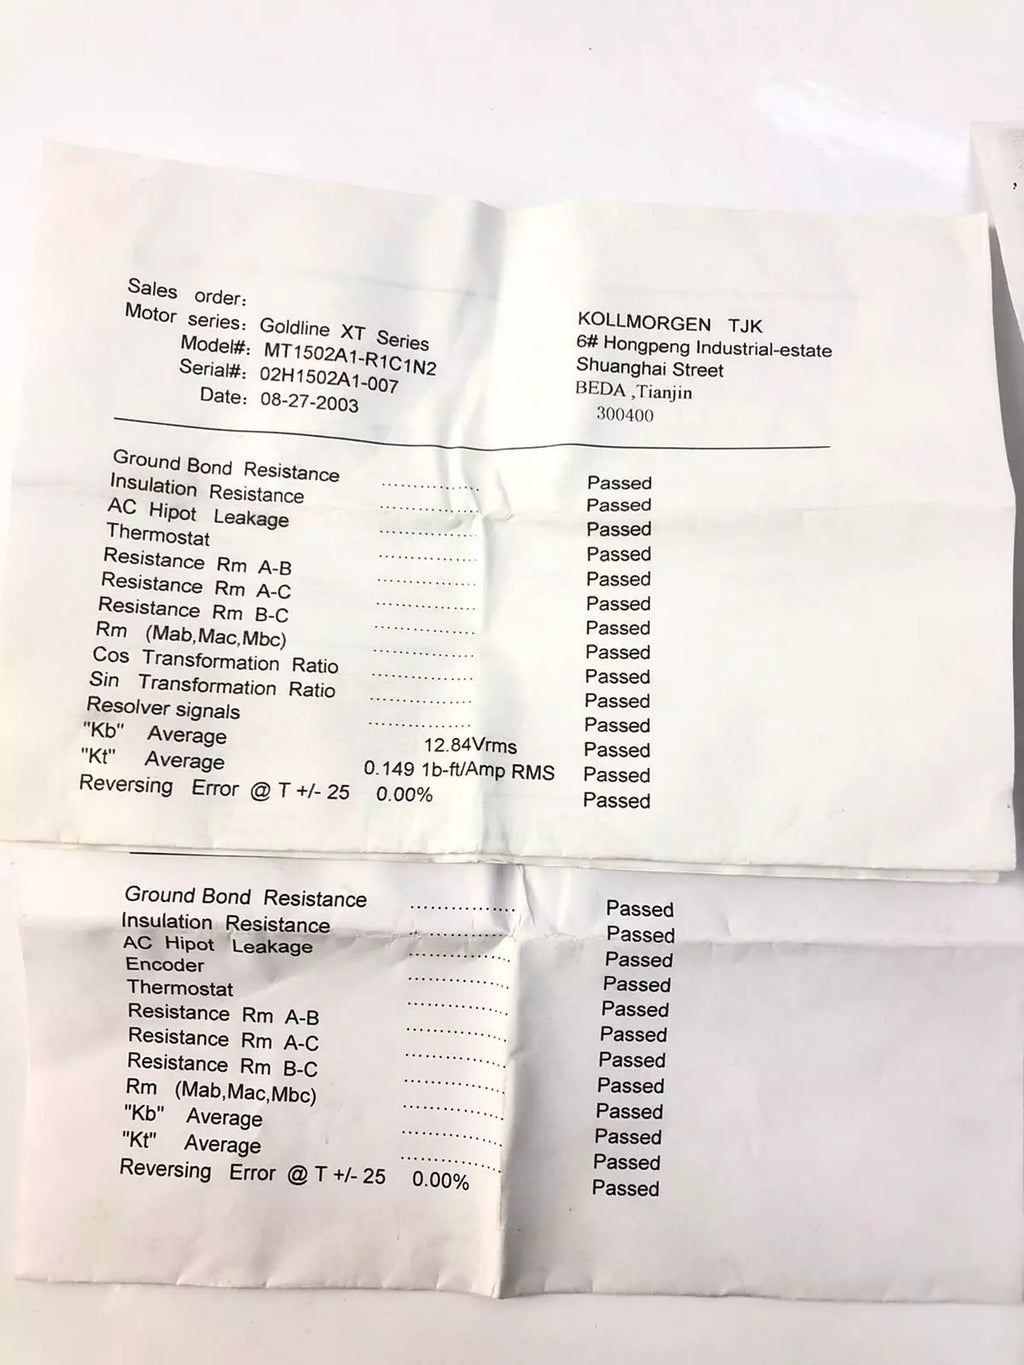 Sales order:
Motor series: Goldline XT Series
Model#: MT1502A1-R1C1N2
Serial#: 02H1502A1-007
Date: 08-27-2003
KOLLMORGEN TJK
6# Hongpeng Industrial-estate
Shuanghai Street
BEDA ,Tianjin
300400
Ground Bond Resistance .................. Passed
Insulation Resistance .................. Passed
AC Hipot Leakage .................. Passed
Thermostat .................. Passed
Resistance Rm A-B .................. Passed
Resistance Rm A-C .................. Passed
Resistance Rm B-C .................. Passed
Rm (Mab,Mac,Mbc) .................. Passed
Cos Transformation Ratio .................. Passed
Sin Transformation Ratio .................. Passed
Resolver signals .................. Passed
"Kb" Average 12.84Vrms Passed
"Kt" Average 0.149 1b-ft/Amp RMS Passed
Reversing Error @ T +/- 25 0.00% Passed
Ground Bond Resistance .................. Passed
Insulation Resistance .................. Passed
AC Hipot Leakage .................. Passed
Encoder .................. Passed
Thermostat .................. Passed
Resistance Rm A-B .................. Passed
Resistance Rm A-C .................. Passed
Resistance Rm B-C .................. Passed
Rm (Mab,Mac,Mbc) .................. Passed
"Kb" Average .................. Passed
"Kt" Average .................. Passed
Reversing Error @ T +/- 25 0.00% Passed